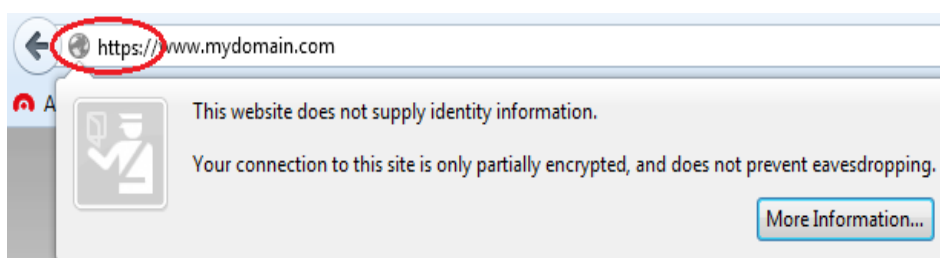 https://www.mydomain.com
A
This website does not supply identity information.
Your connection to this site is only partially encrypted, and does not prevent eavesdropping.
More Information...